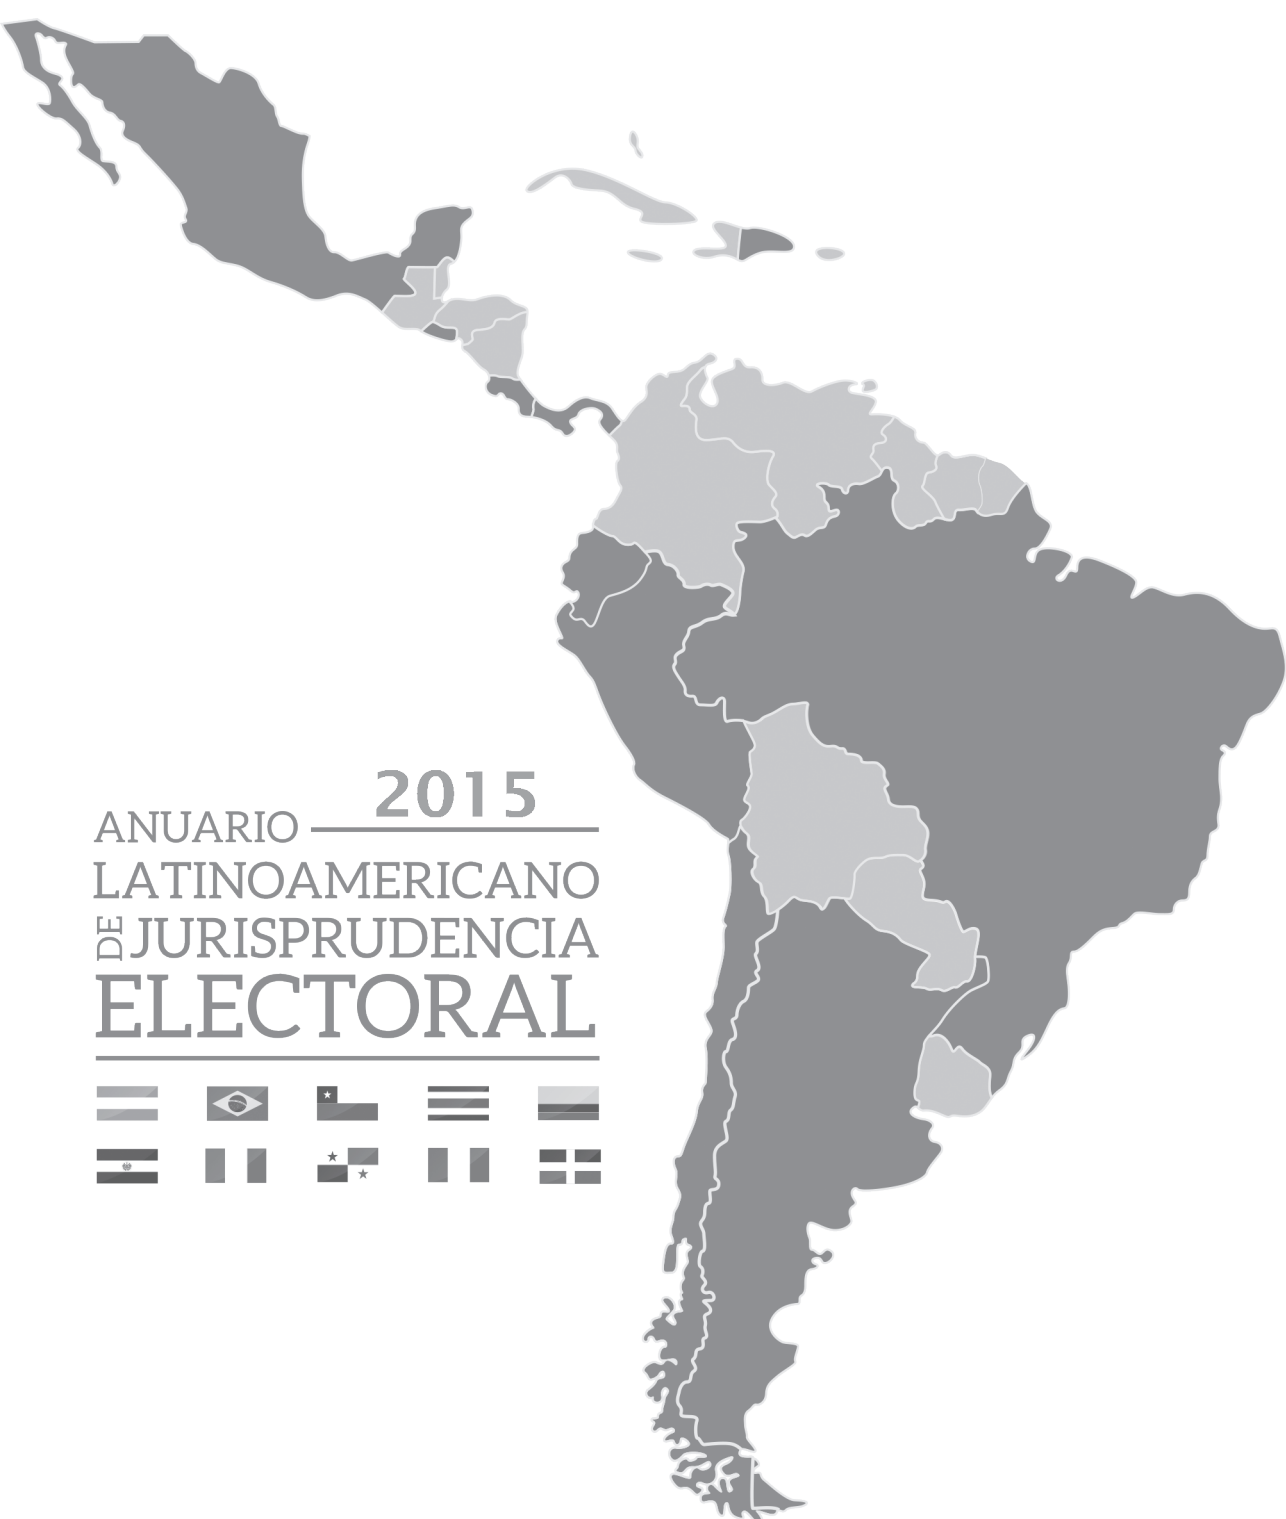 2015
ANUARIO
LATINOAMERICANO
DE JURISPRUDENCIA
ELECTORAL